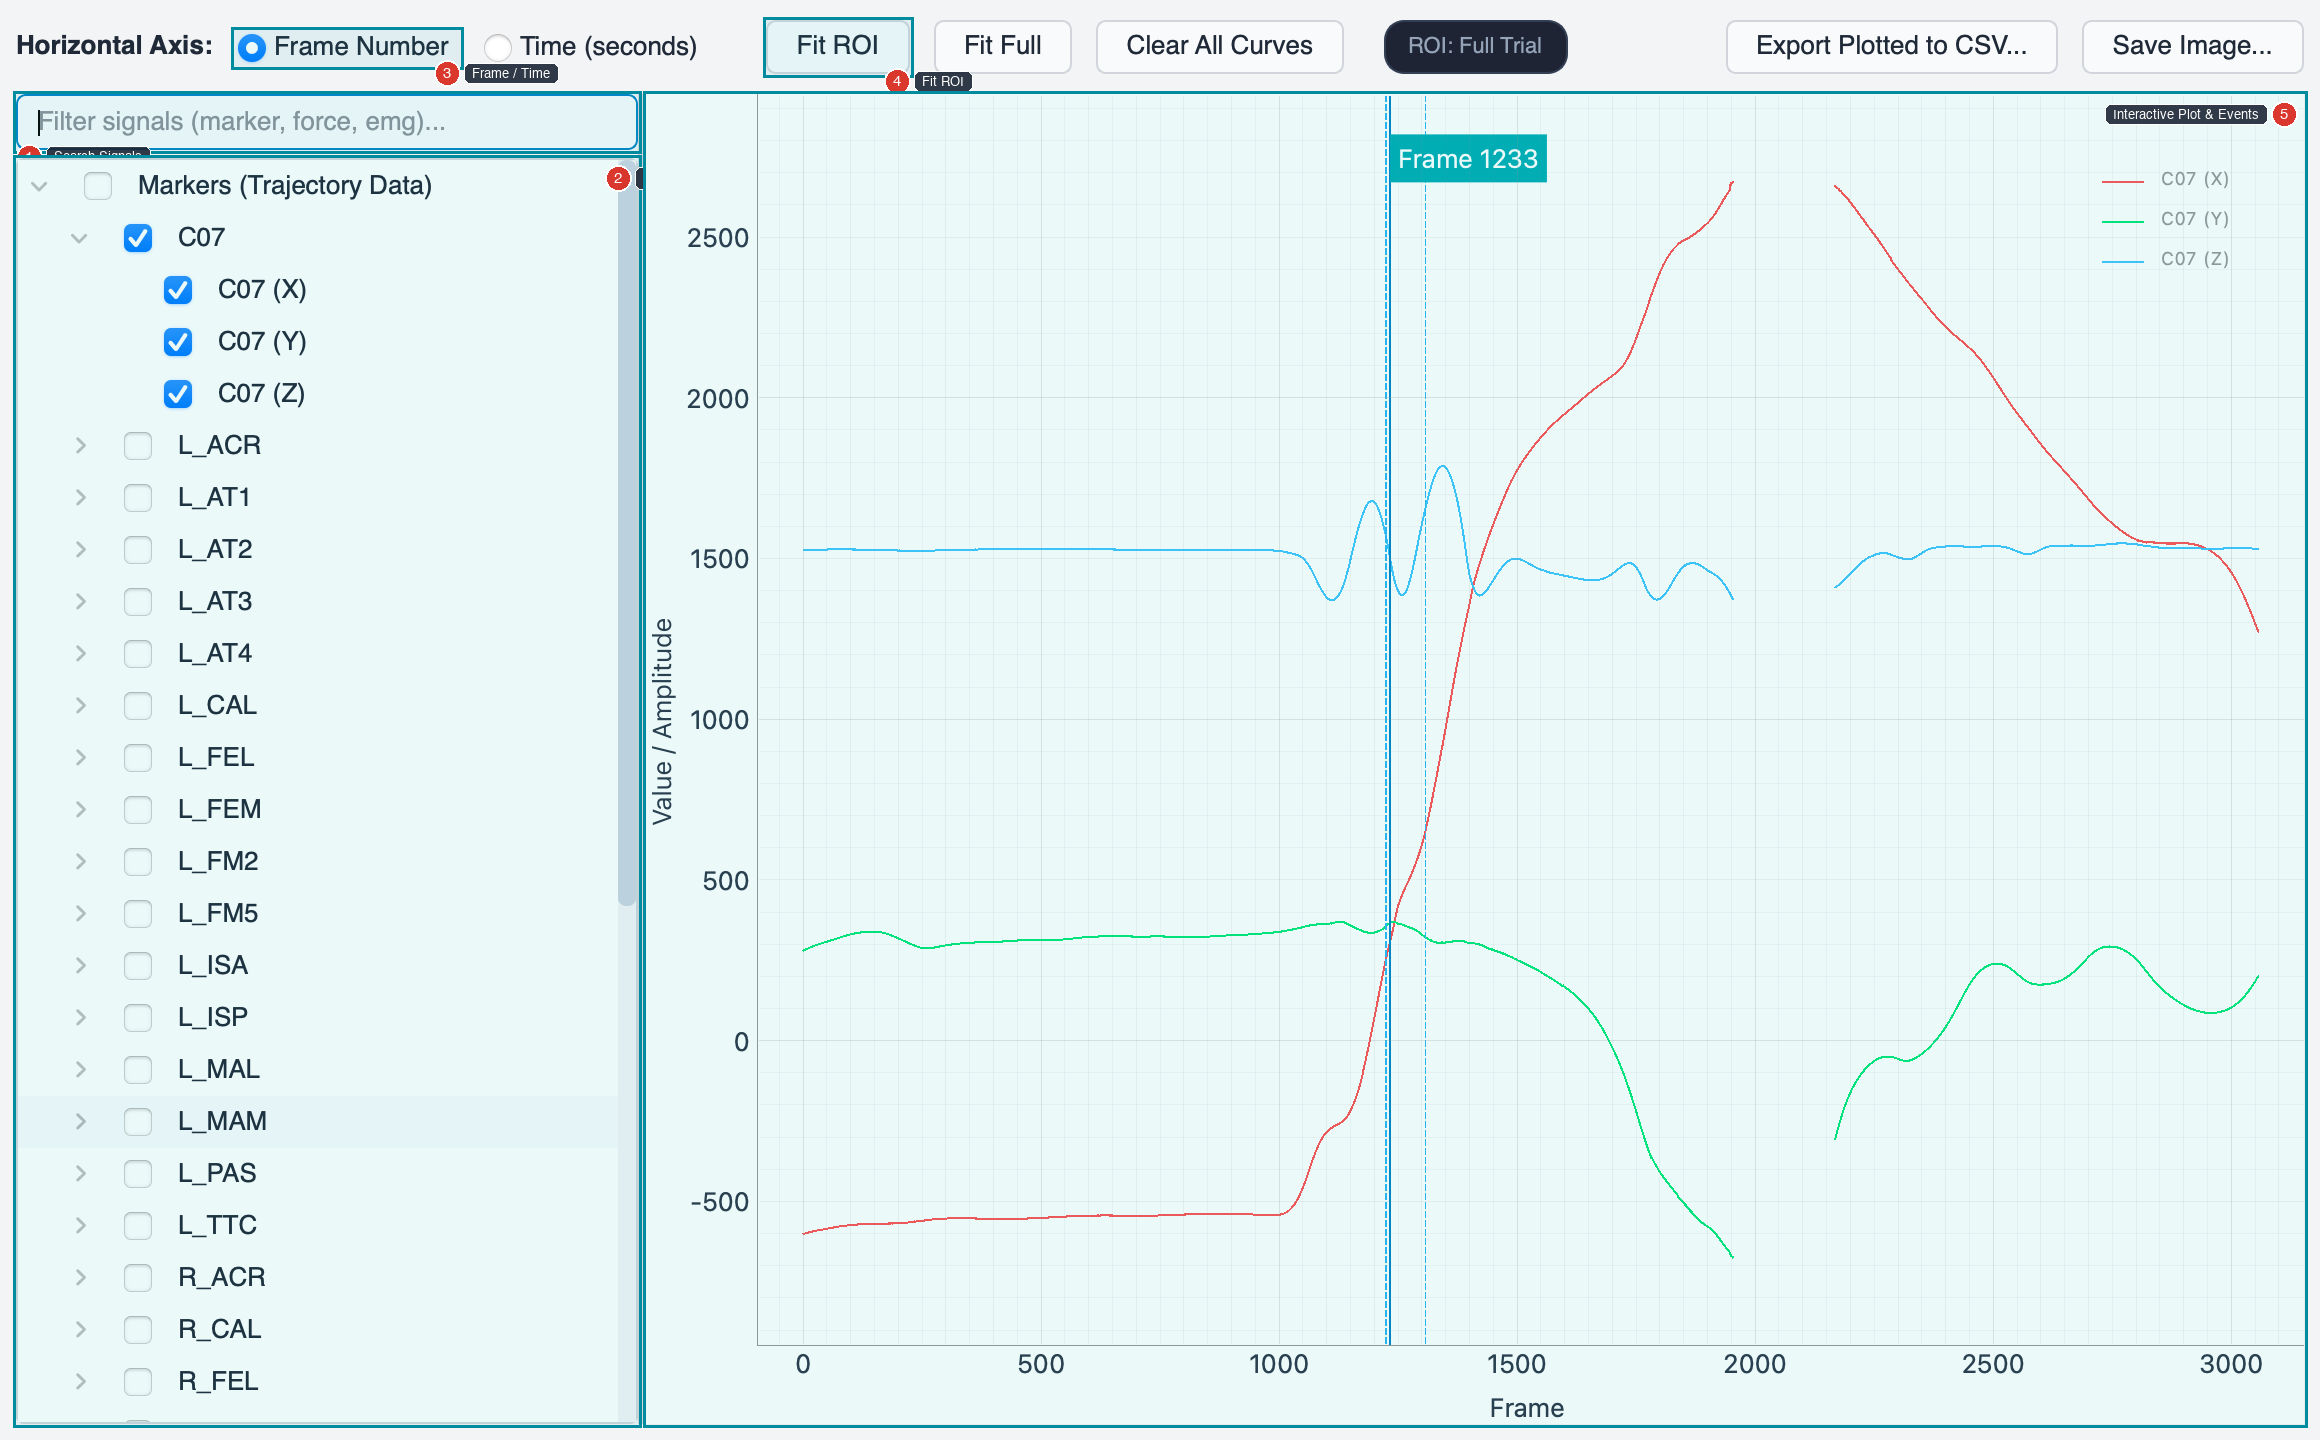 Horizontal Axis:
Frame Number
Time (seconds)
Fit ROI
Fit Full
Clear All Curves
ROI: Full Trial
Export Plotted to CSV...
Save Image...
3 Frame / Time
4 Fit ROI
Filter signals (marker, force, emg)...
Markers (Trajectory Data)
2
C07
C07 (X)
C07 (Y)
C07 (Z)
L_ACR
L_AT1
L_AT2
L_AT3
L_AT4
L_CAL
L_FEL
L_FEM
L_FM2
L_FM5
L_ISA
L_ISP
L_MAL
L_MAM
L_PAS
L_TTC
R_ACR
R_CAL
R_FEL
Interactive Plot & Events 5
Frame 1233
C07 (X)
C07 (Y)
C07 (Z)
2500
2000
1500
1000
500
0
-500
Value / Amplitude
0 500 1000 1500 2000 2500 3000
Frame